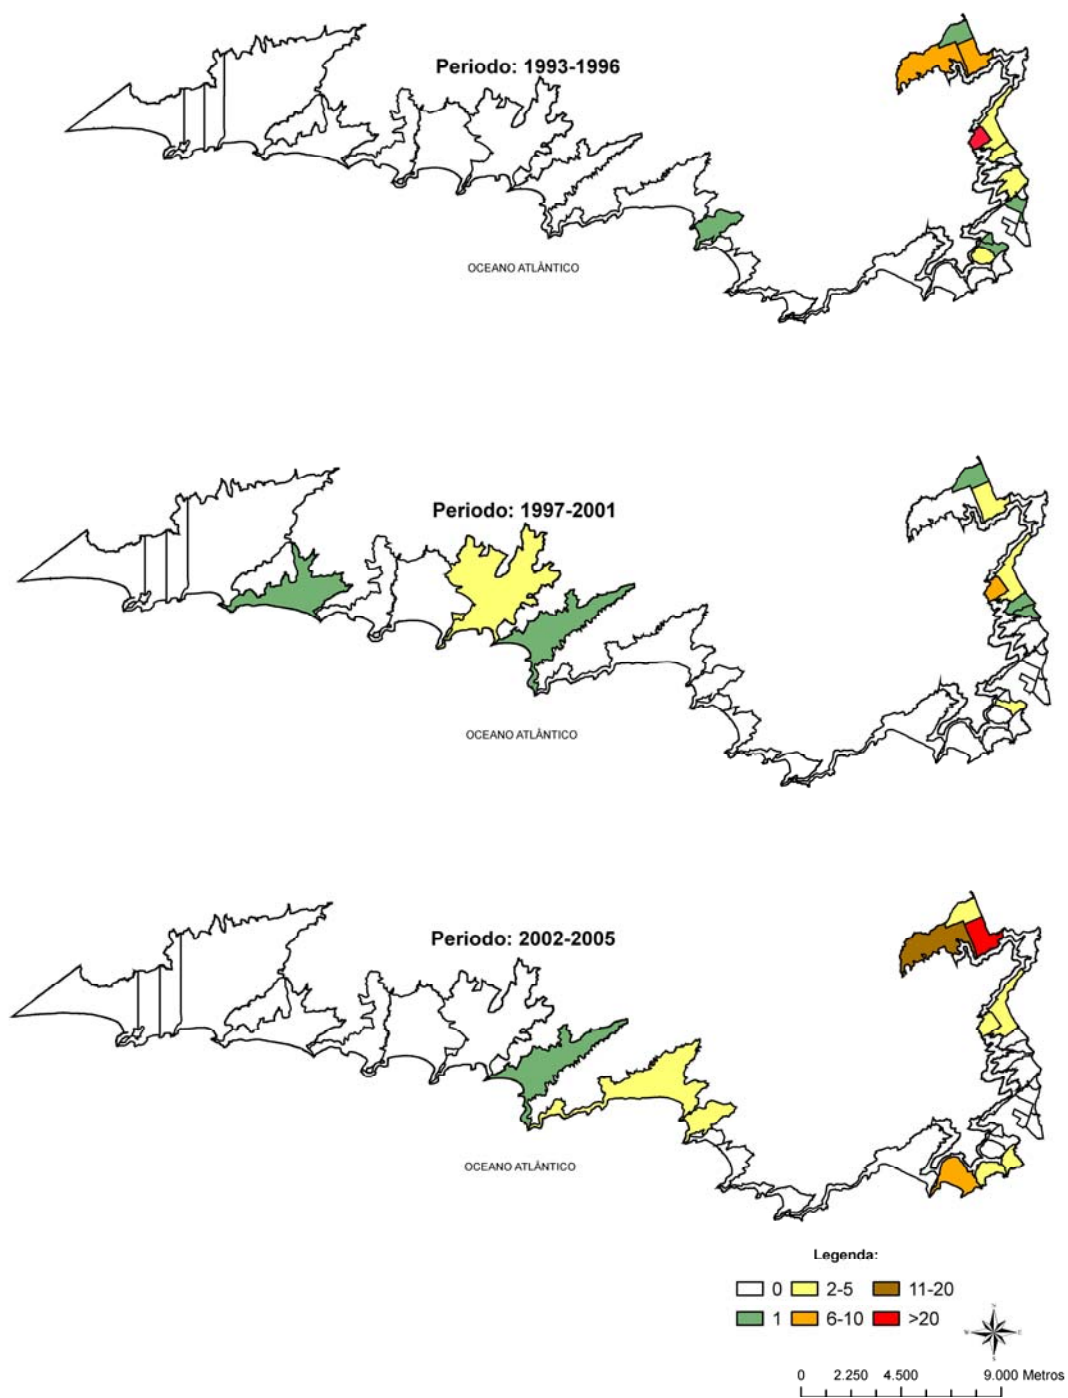 Periodo: 1993-1996
OCEANO ATLÂNTICO
Periodo: 1997-2001
OCEANO ATLÂNTICO
Periodo: 2002-2005
OCEANO ATLÂNTICO
Legenda:
0 2-5 11-20
1 6-10 >20
N
W E
S
0 2.250 4.500 9.000 Metros